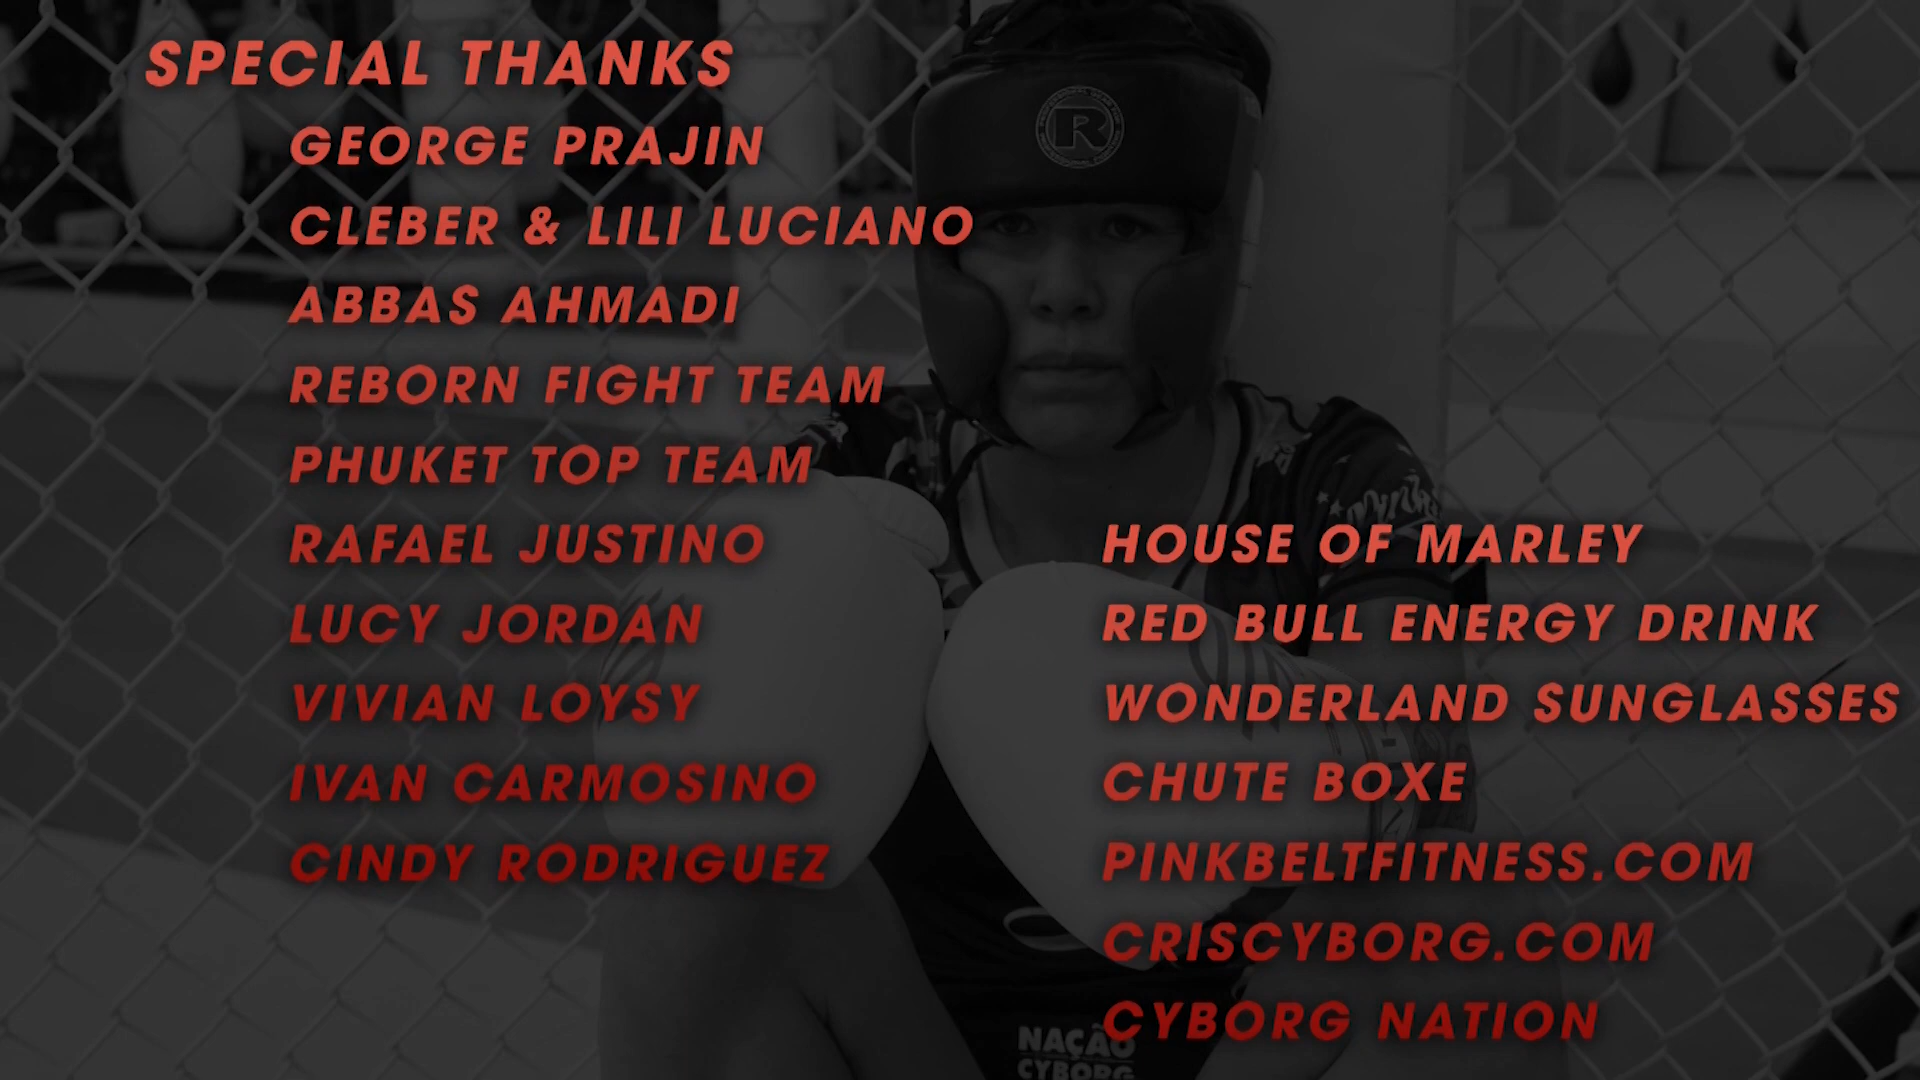 SPECIAL THANKS
GEORGE PRAJIN
CLEBER & LILI LUCIANO
ABBAS AHMADI
REBORN FIGHT TEAM
PHUKET TOP TEAM
RAFAEL JUSTINO
LUCY JORDAN
VIVIAN LOYSY
IVAN CARMOSINO
CINDY RODRIGUEZ
HOUSE OF MARLEY
RED BULL ENERGY DRINK
WONDERLAND SUNGLASSES
CHUTE BOXE
PINKBELTFITNESS.COM
CRISCYBORG.COM
CYBORG NATION
R
NAÇÃO
CYBORG